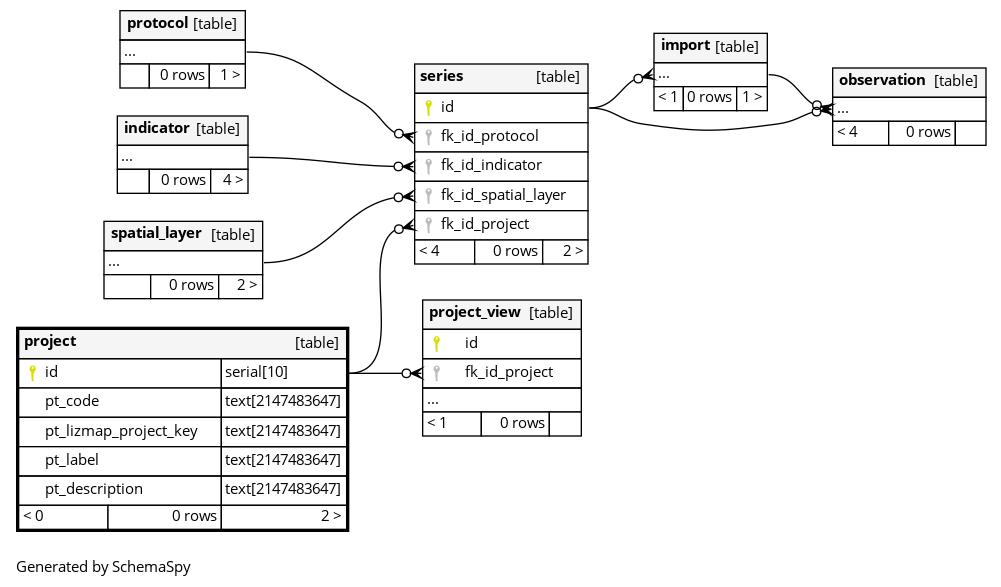 protocol [table]
...
0 rows 1 >
indicator [table]
...
0 rows 4 >
spatial_layer [table]
...
0 rows 2 >
project [table]
id serial[10]
pt_code text[2147483647]
pt_lizmap_project_key text[2147483647]
pt_label text[2147483647]
pt_description text[2147483647]
< 0 0 rows 2 >
series [table]
id
fk_id_protocol
fk_id_indicator
fk_id_spatial_layer
fk_id_project
< 4 0 rows 2 >
project_view [table]
id
fk_id_project
...
< 1 0 rows
import [table]
...
< 1 0 rows 1 >
observation [table]
...
< 4 0 rows
Generated by SchemaSpy